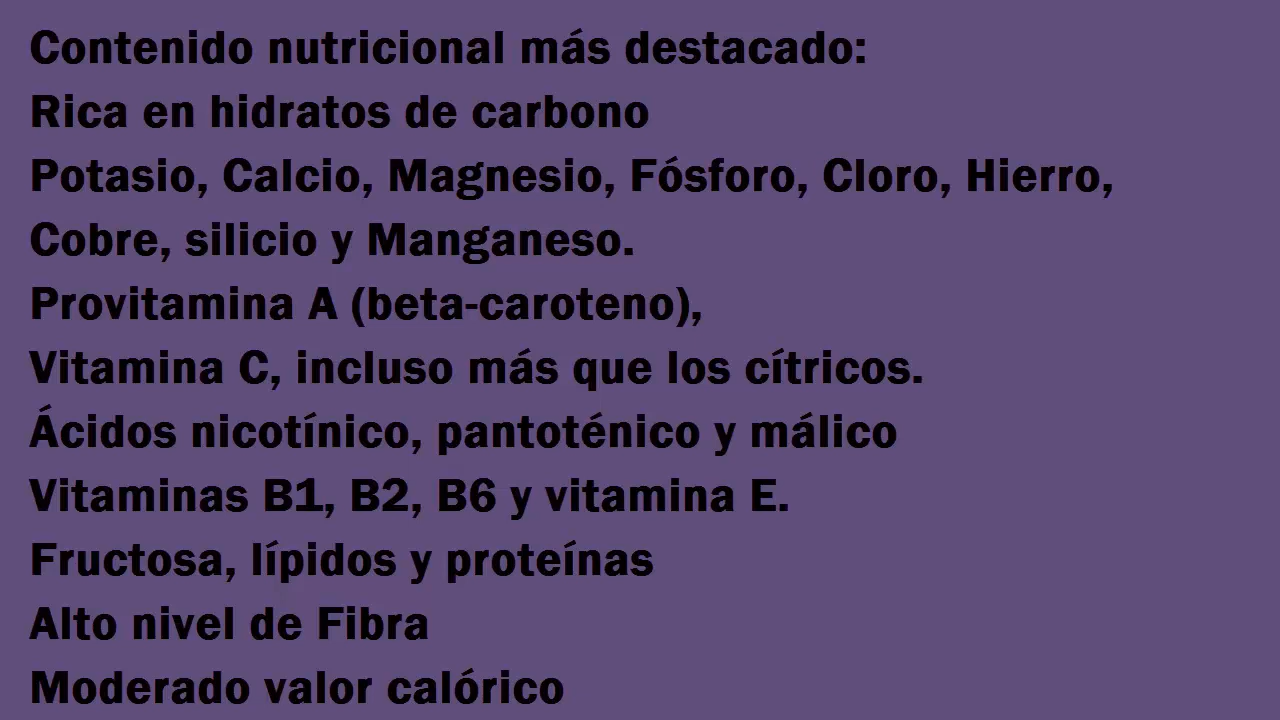 Contenido nutricional más destacado:
Rica en hidratos de carbono
Potasio, Calcio, Magnesio, Fósforo, Cloro, Hierro,
Cobre, silicio y Manganeso.
Provitamina A (beta-caroteno),
Vitamina C, incluso más que los cítricos.
Ácidos nicotínico, pantoténico y málico
Vitaminas B1, B2, B6 y vitamina E.
Fructosa, lípidos y proteínas
Alto nivel de Fibra
Moderado valor calórico